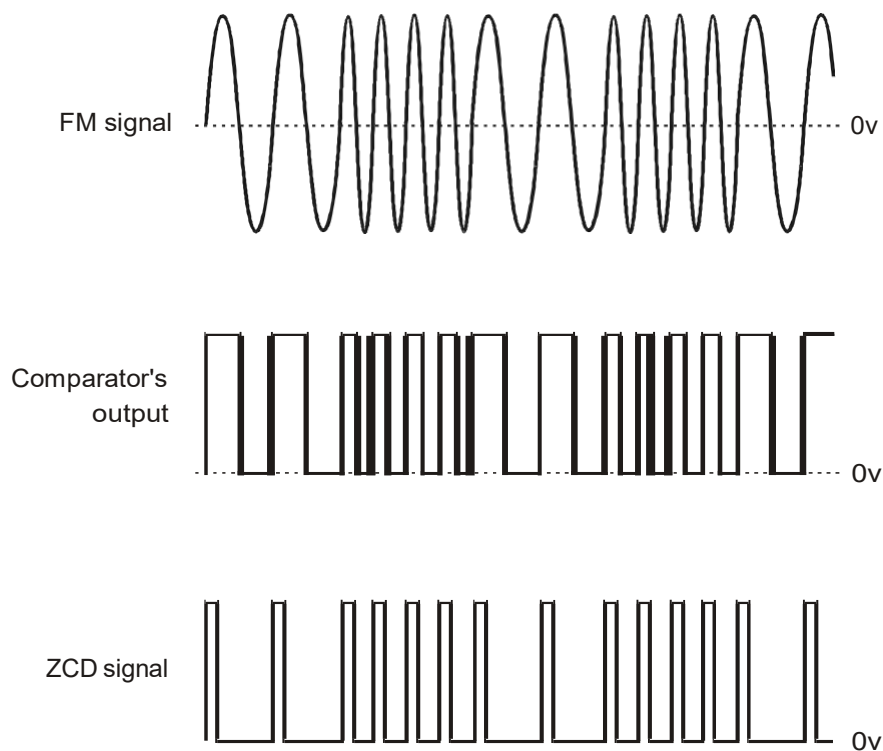 FM signal
0v
Comparator's
output
0v
ZCD signal
0v